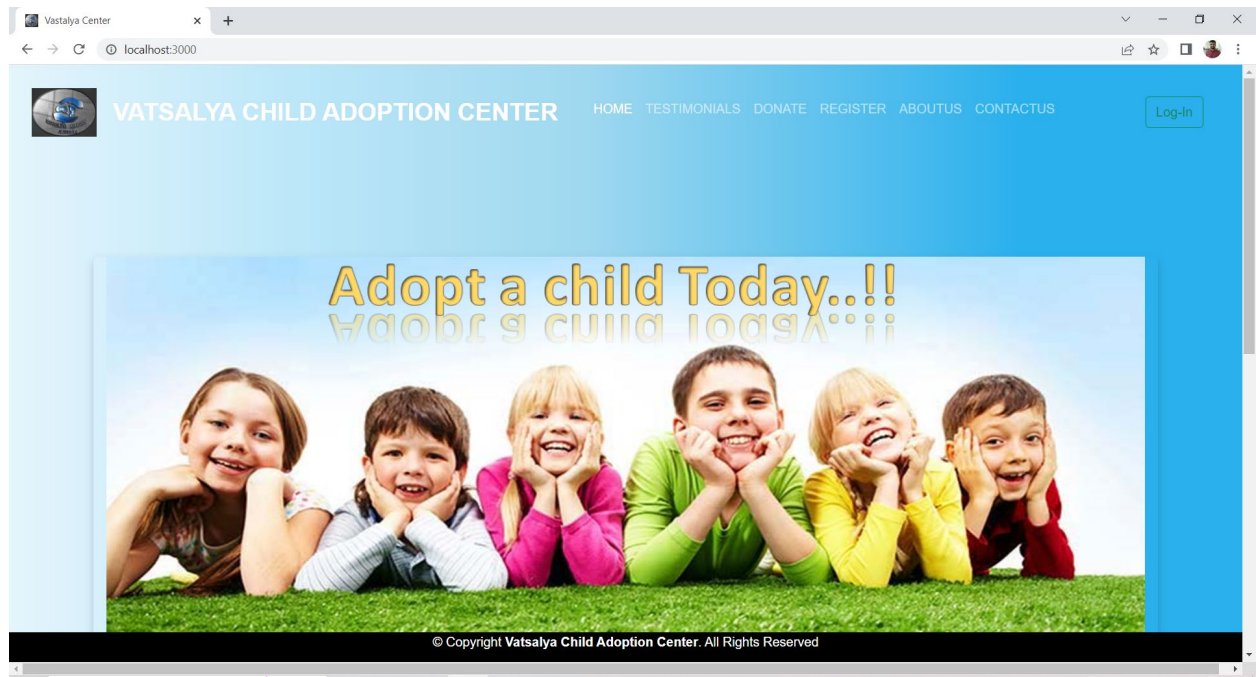 Vastalya Center
localhost:3000
VATSALYA CHILD ADOPTION CENTER
HOME TESTIMONIALS DONATE REGISTER ABOUTUS CONTACTUS
Log-In
Adopt a child Today..!!
© Copyright Vatsalya Child Adoption Center. All Rights Reserved